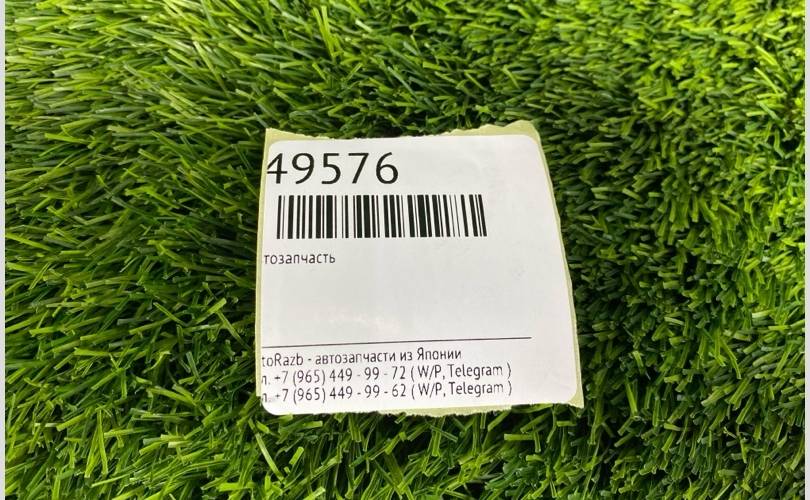 49576
тозапчасть
toRazb - автозапчасти из Японии
л. +7 (965) 449 - 99 - 72 ( W/P, Telegram )
л. +7 (965) 449 - 99 - 62 ( W/P, Telegram )